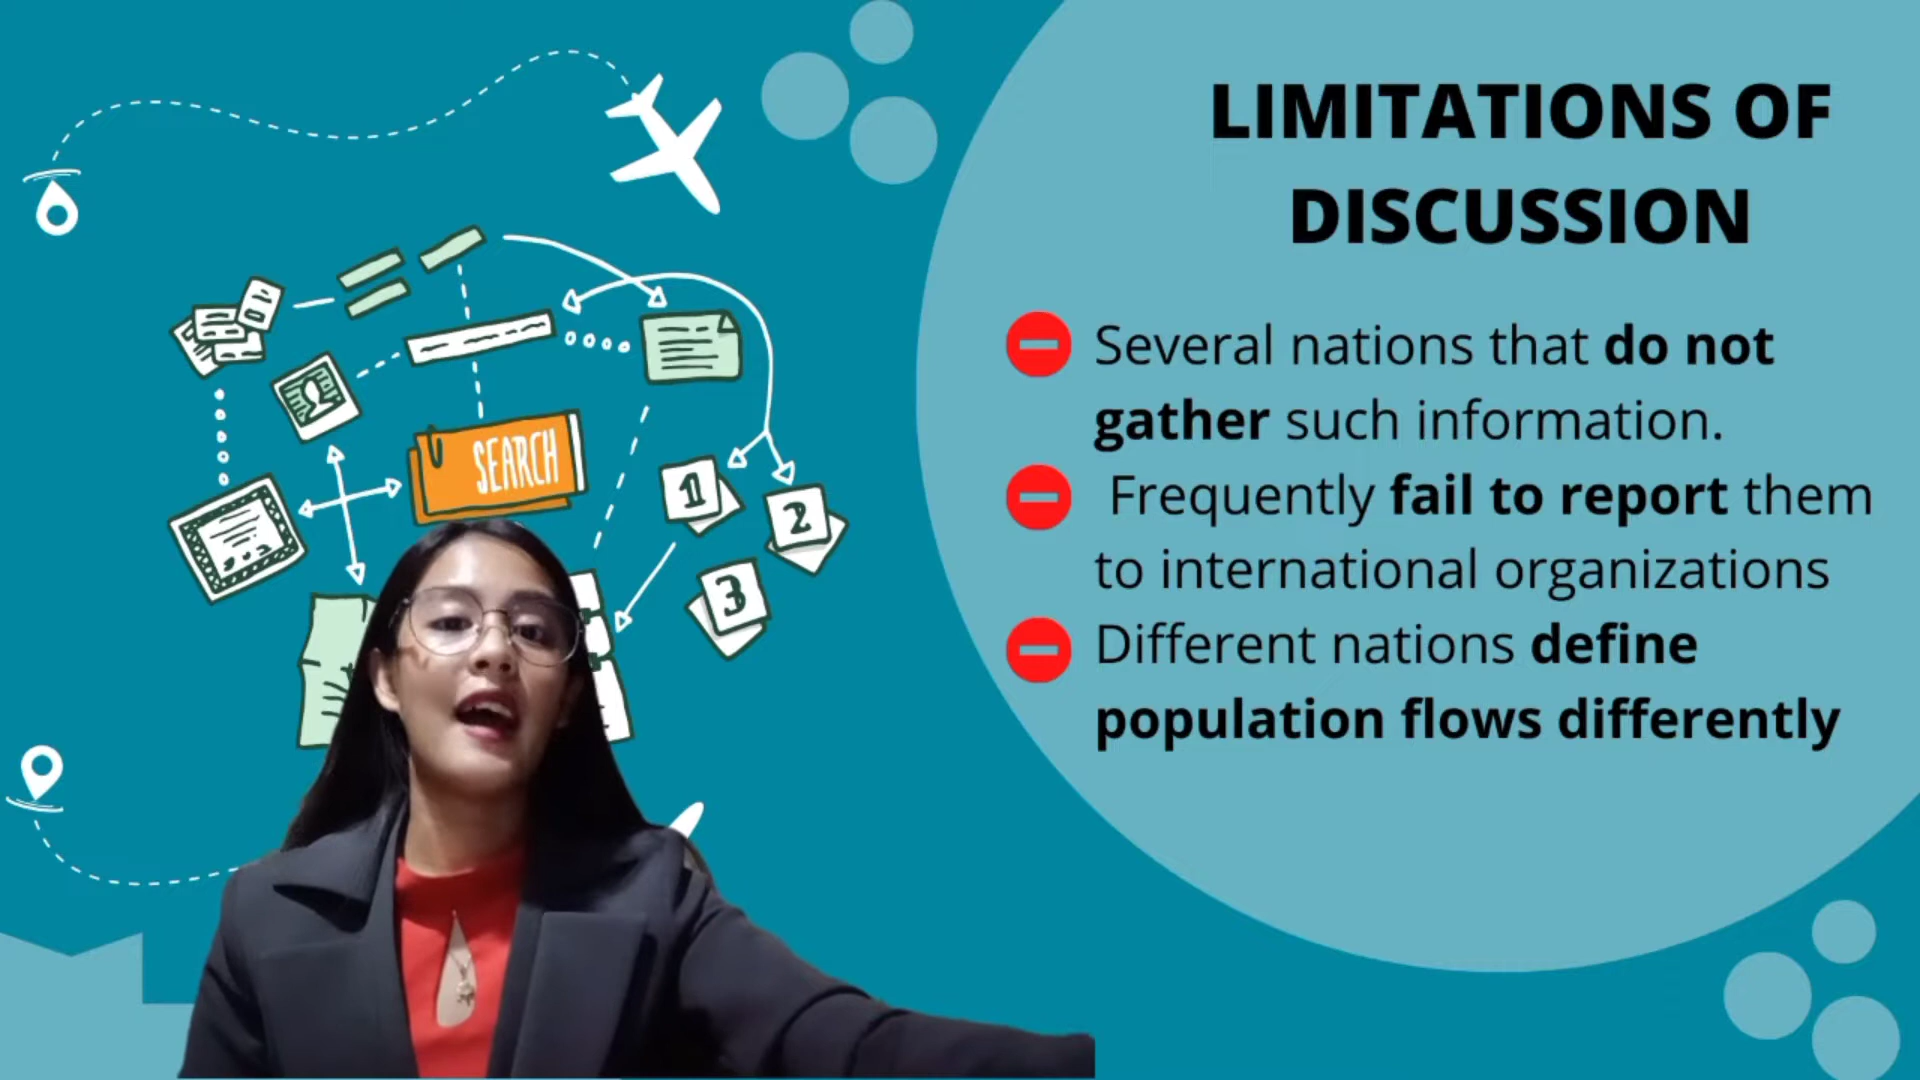 LIMITATIONS OF
DISCUSSION
Several nations that do not
gather such information.
Frequently fail to report them
to international organizations
Different nations define
population flows differently
SEARCH
1
2
3